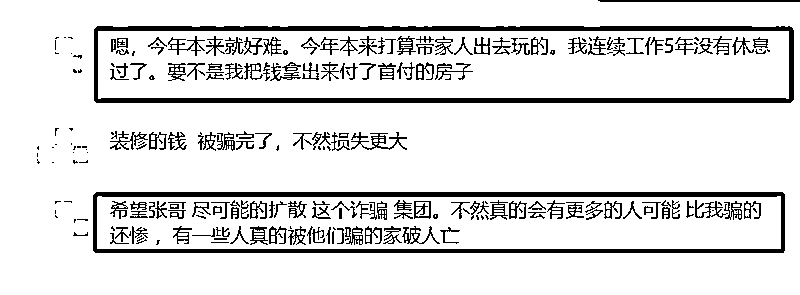 嗯，今年本来就好难。今年本来打算带家人出去玩的。我连续工作5年没有休息
过了。要不是我把钱拿出来付了首付的房子
装修的钱 被骗完了，不然损失更大
希望张哥 尽可能的扩散 这个诈骗 集团。不然真的会有更多的人可能 比我骗的
还惨 ，有一些人真的被他们骗的家破人亡